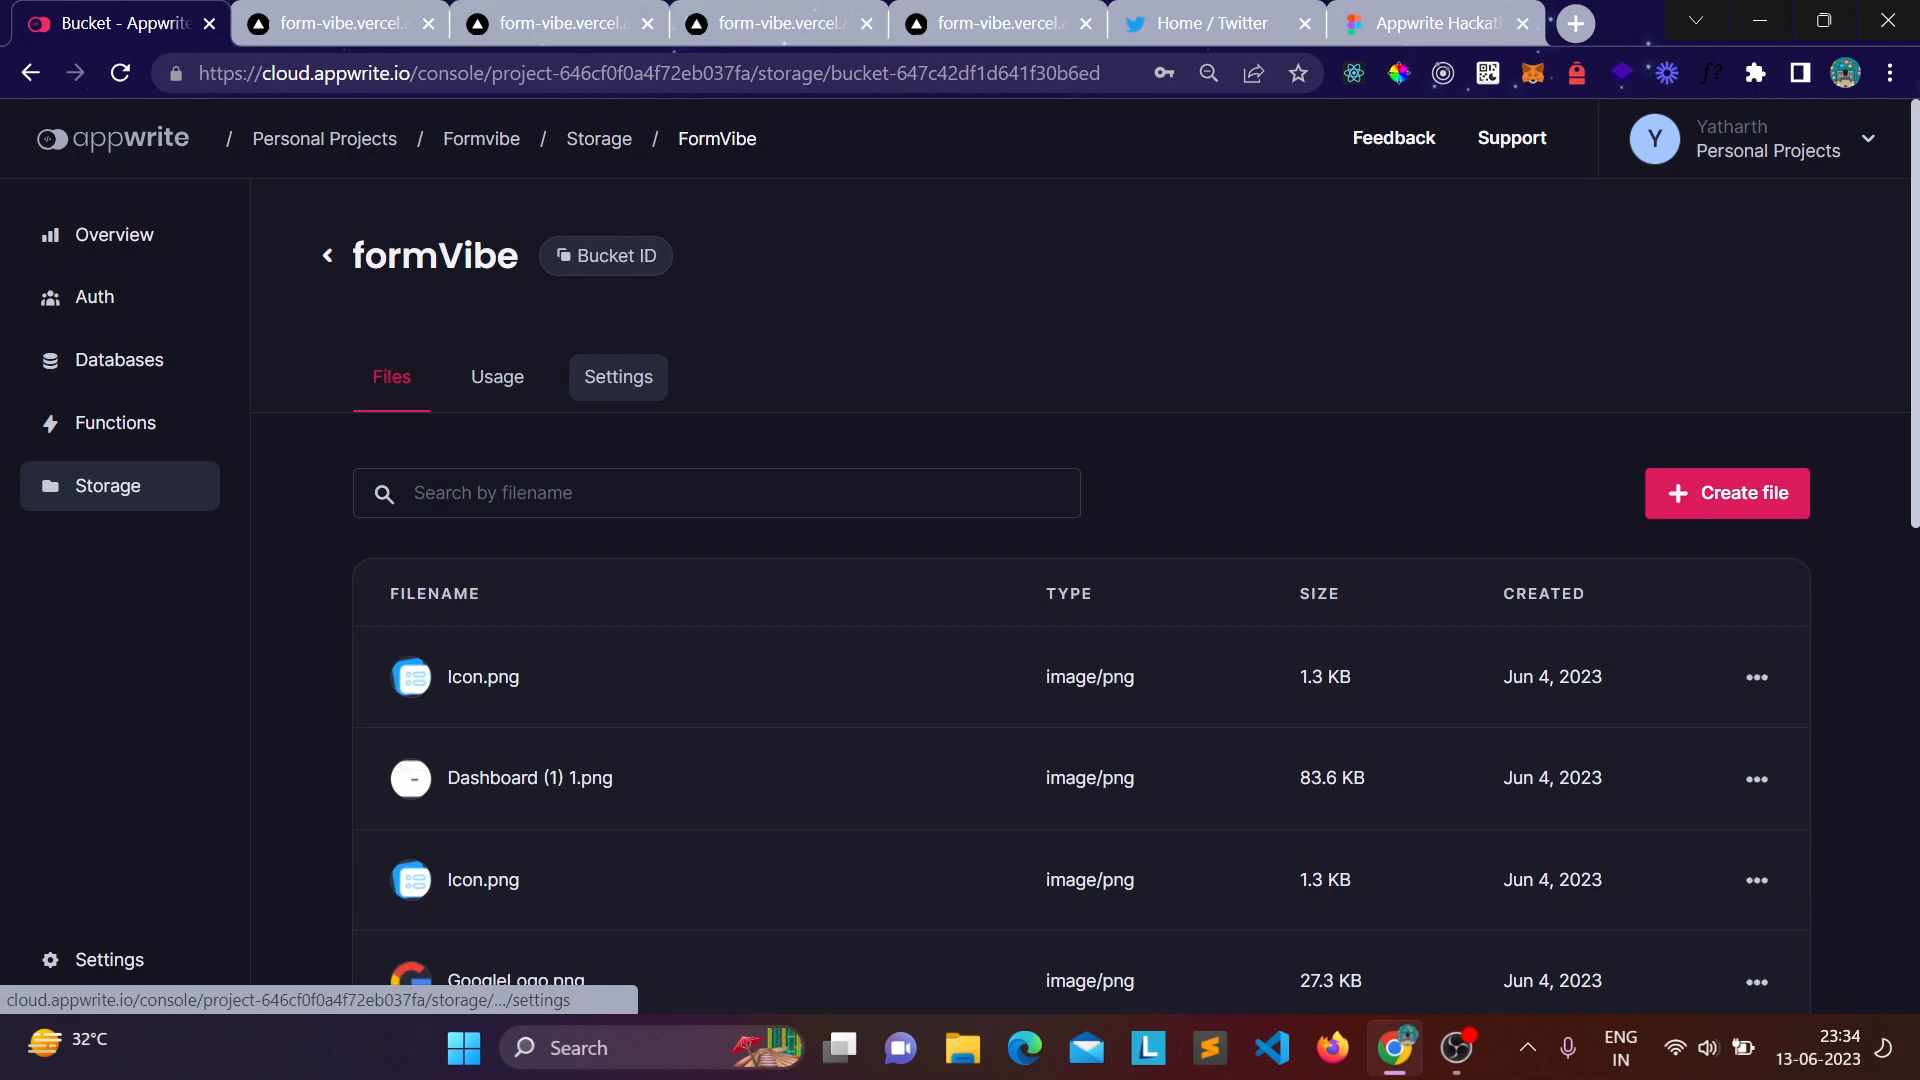 Bucket - Appwrite
form-vibe.vercel.a
form-vibe.vercel.a
form-vibe.vercel.a
form-vibe.vercel.a
Home / Twitter
Appwrite Hackath
https://cloud.appwrite.io/console/project-646cf0f0a4f72eb037fa/storage/bucket-647c42df1d641f30b6ed
appwrite / Personal Projects / Formvibe / Storage / FormVibe
Feedback
Support
Y
Yatharth
Personal Projects
Overview
Auth
Databases
Functions
Storage
Settings
formVibe
Bucket ID
Files
Usage
Settings
Search by filename
Create file
FILENAME TYPE SIZE CREATED
Icon.png image/png 1.3 KB Jun 4, 2023
Dashboard (1) 1.png image/png 83.6 KB Jun 4, 2023
Icon.png image/png 1.3 KB Jun 4, 2023
GoogleLogo.png image/png 27.3 KB Jun 4, 2023
cloud.appwrite.io/console/project-646cf0f0a4f72eb037fa/storage/.../settings
32°C
Search
L
ENG
IN
23:34
13-06-2023